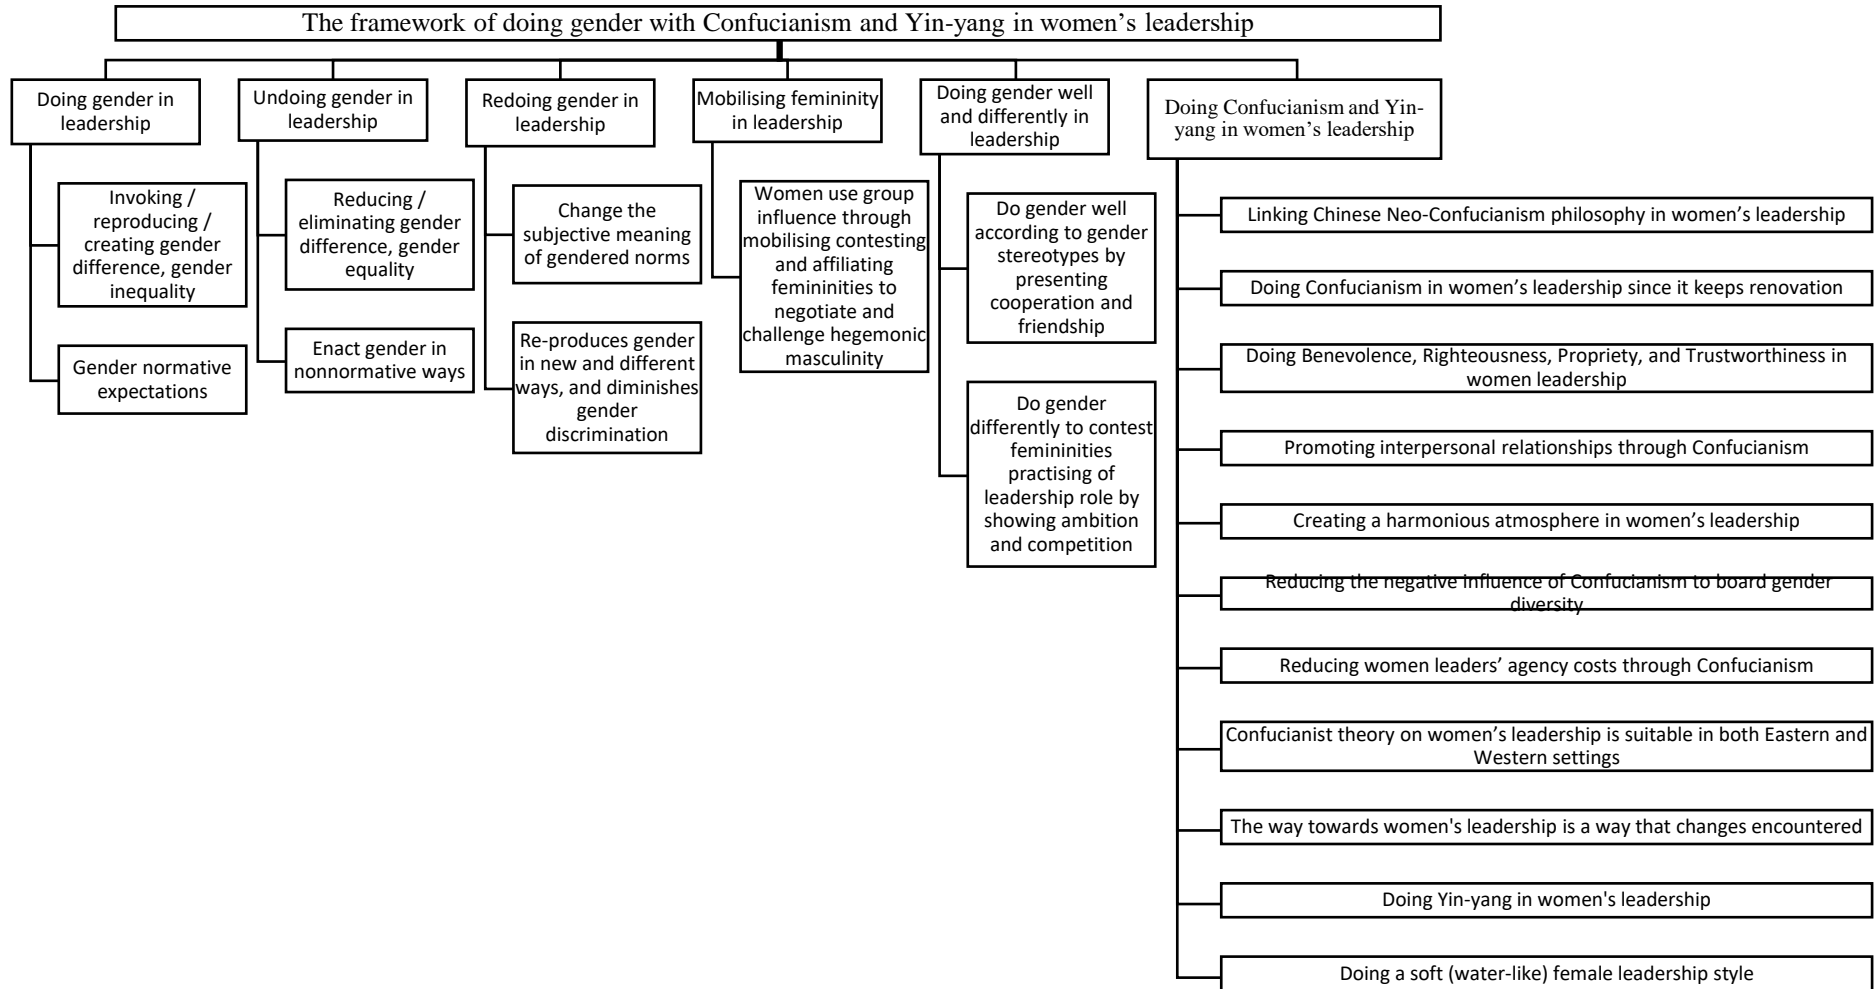 The framework of doing gender with Confucianism and Yin-yang in women’s leadership
Doing gender in
leadership
Invoking /
reproducing /
creating gender
difference, gender
inequality
Gender normative
expectations
Undoing gender in
leadership
Reducing /
eliminating gender
difference, gender
equality
Enact gender in
nonnormative ways
Redoing gender in
leadership
Change the
subjective meaning
of gendered norms
Re-produces gender
in new and different
ways, and diminishes
gender
discrimination
Mobilising femininity
in leadership
Women use group
influence through
mobilising contesting
and affiliating
femininities to
negotiate and
challenge hegemonic
masculinity
Doing gender well
and differently in
leadership
Do gender well
according to gender
stereotypes by
presenting
cooperation and
friendship
Do gender
differently to contest
femininities
practising of
leadership role by
showing ambition
and competition
Doing Confucianism and Yin-
yang in women’s leadership
Linking Chinese Neo-Confucianism philosophy in women’s leadership
Doing Confucianism in women’s leadership since it keeps renovation
Doing Benevolence, Righteousness, Propriety, and Trustworthiness in
women leadership
Promoting interpersonal relationships through Confucianism
Creating a harmonious atmosphere in women’s leadership
Reducing the negative influence of Confucianism to board gender
diversity
Reducing women leaders’ agency costs through Confucianism
Confucianist theory on women’s leadership is suitable in both Eastern and
Western settings
The way towards women's leadership is a way that changes encountered
Doing Yin-yang in women's leadership
Doing a soft (water-like) female leadership style